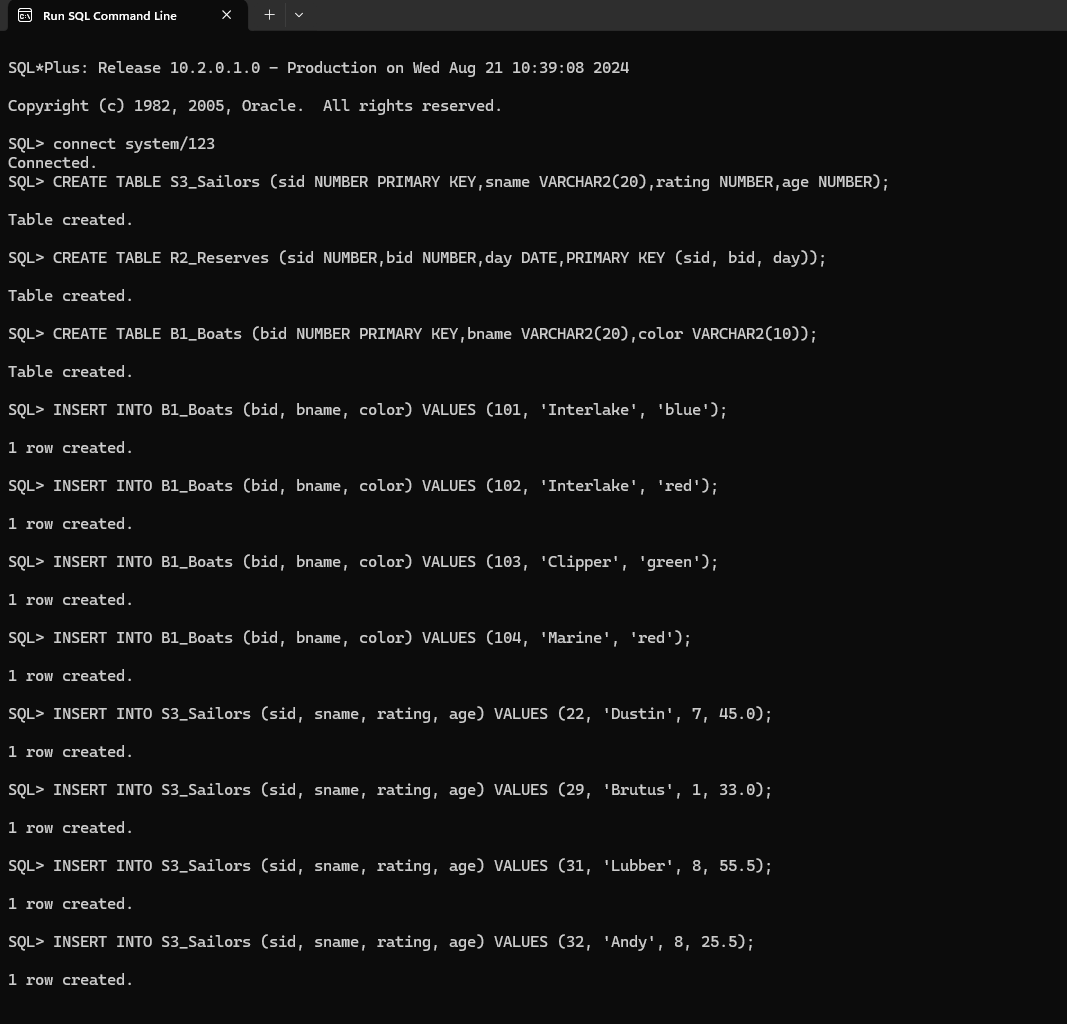 Run SQL Command Line
SQL*Plus: Release 10.2.0.1.0 - Production on Wed Aug 21 10:39:08 2024
Copyright (c) 1982, 2005, Oracle.  All rights reserved.
SQL> connect system/123
Connected.
SQL> CREATE TABLE S3_Sailors (sid NUMBER PRIMARY KEY,sname VARCHAR2(20),rating NUMBER,age NUMBER);
Table created.
SQL> CREATE TABLE R2_Reserves (sid NUMBER,bid NUMBER,day DATE,PRIMARY KEY (sid, bid, day));
Table created.
SQL> CREATE TABLE B1_Boats (bid NUMBER PRIMARY KEY,bname VARCHAR2(20),color VARCHAR2(10));
Table created.
SQL> INSERT INTO B1_Boats (bid, bname, color) VALUES (101, 'Interlake', 'blue');
1 row created.
SQL> INSERT INTO B1_Boats (bid, bname, color) VALUES (102, 'Interlake', 'red');
1 row created.
SQL> INSERT INTO B1_Boats (bid, bname, color) VALUES (103, 'Clipper', 'green');
1 row created.
SQL> INSERT INTO B1_Boats (bid, bname, color) VALUES (104, 'Marine', 'red');
1 row created.
SQL> INSERT INTO S3_Sailors (sid, sname, rating, age) VALUES (22, 'Dustin', 7, 45.0);
1 row created.
SQL> INSERT INTO S3_Sailors (sid, sname, rating, age) VALUES (29, 'Brutus', 1, 33.0);
1 row created.
SQL> INSERT INTO S3_Sailors (sid, sname, rating, age) VALUES (31, 'Lubber', 8, 55.5);
1 row created.
SQL> INSERT INTO S3_Sailors (sid, sname, rating, age) VALUES (32, 'Andy', 8, 25.5);
1 row created.